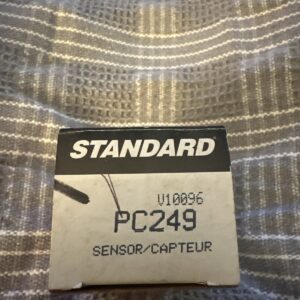 STANDARD
V10096
PC249
SENSOR/CAPTEUR